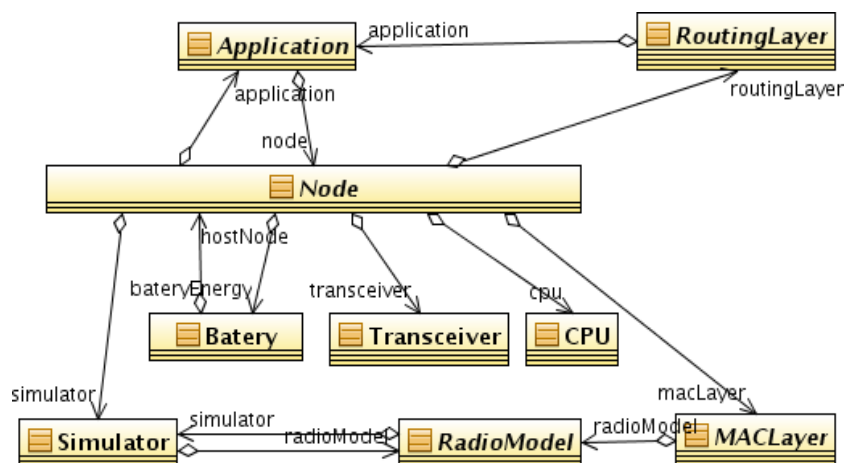 application
Application
RoutingLayer
application
routingLayer
node
Node
hostNode
bateryEnergy
transceiver
cpu
Batery
Transceiver
CPU
simulator
macLayer
simulator
radioModel
radioModel
Simulator
RadioModel
MACLayer